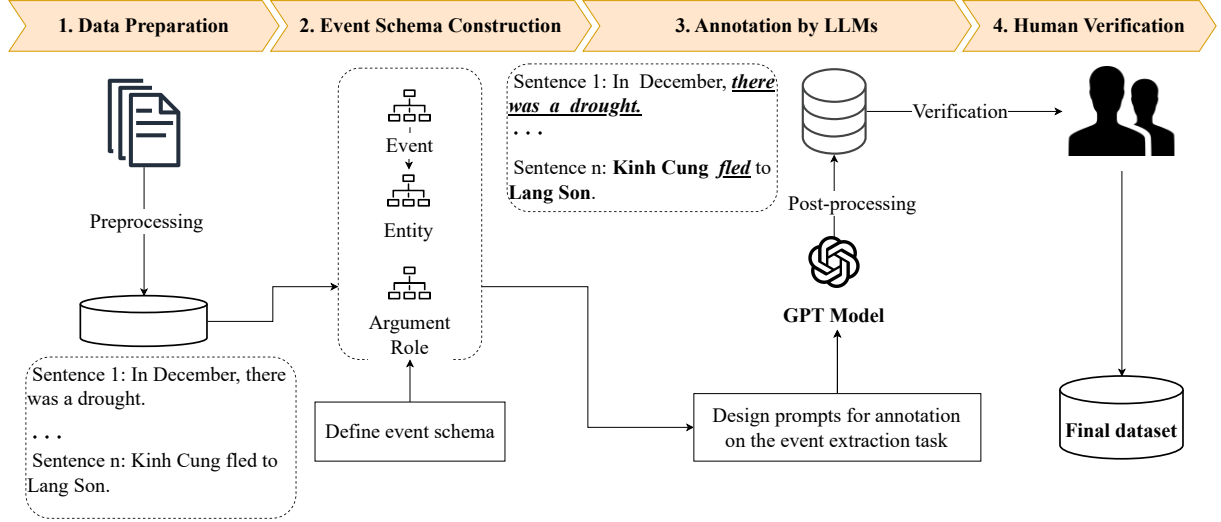 1. Data Preparation
2. Event Schema Construction
3. Annotation by LLMs
4. Human Verification
Preprocessing
Sentence 1: In December, there
was a drought.
. . .
Sentence n: Kinh Cung fled to
Lang Son.
Event
Entity
Argument
Role
Define event schema
Sentence 1: In December, there
was a drought.
. . .
Sentence n: Kinh Cung fled to
Lang Son.
Verification
Post-processing
GPT Model
Design prompts for annotation
on the event extraction task
Final dataset